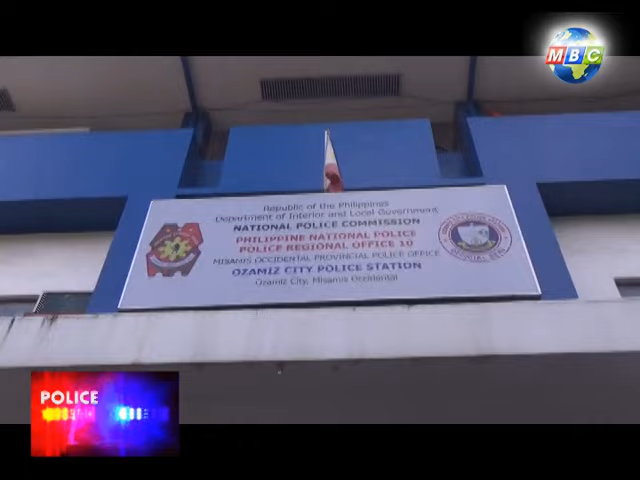 MBC
Republic of the Philippines
Department of Interior and Local Government
NATIONAL POLICE COMMISSION
PHILIPPINE NATIONAL POLICE
POLICE REGIONAL OFFICE 10
MISAMIS OCCIDENTAL PROVINCIAL POLICE OFFICE
OZAMIZ CITY POLICE STATION
Ozamiz City, Misamis Occidental
POLICE